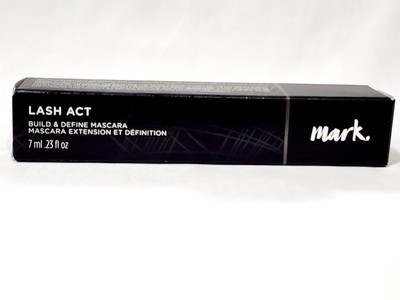 LASH ACT
BUILD & DEFINE MASCARA
MASCARA EXTENSION ET DÉFINITION
7 ml .23 fl oz
mark.